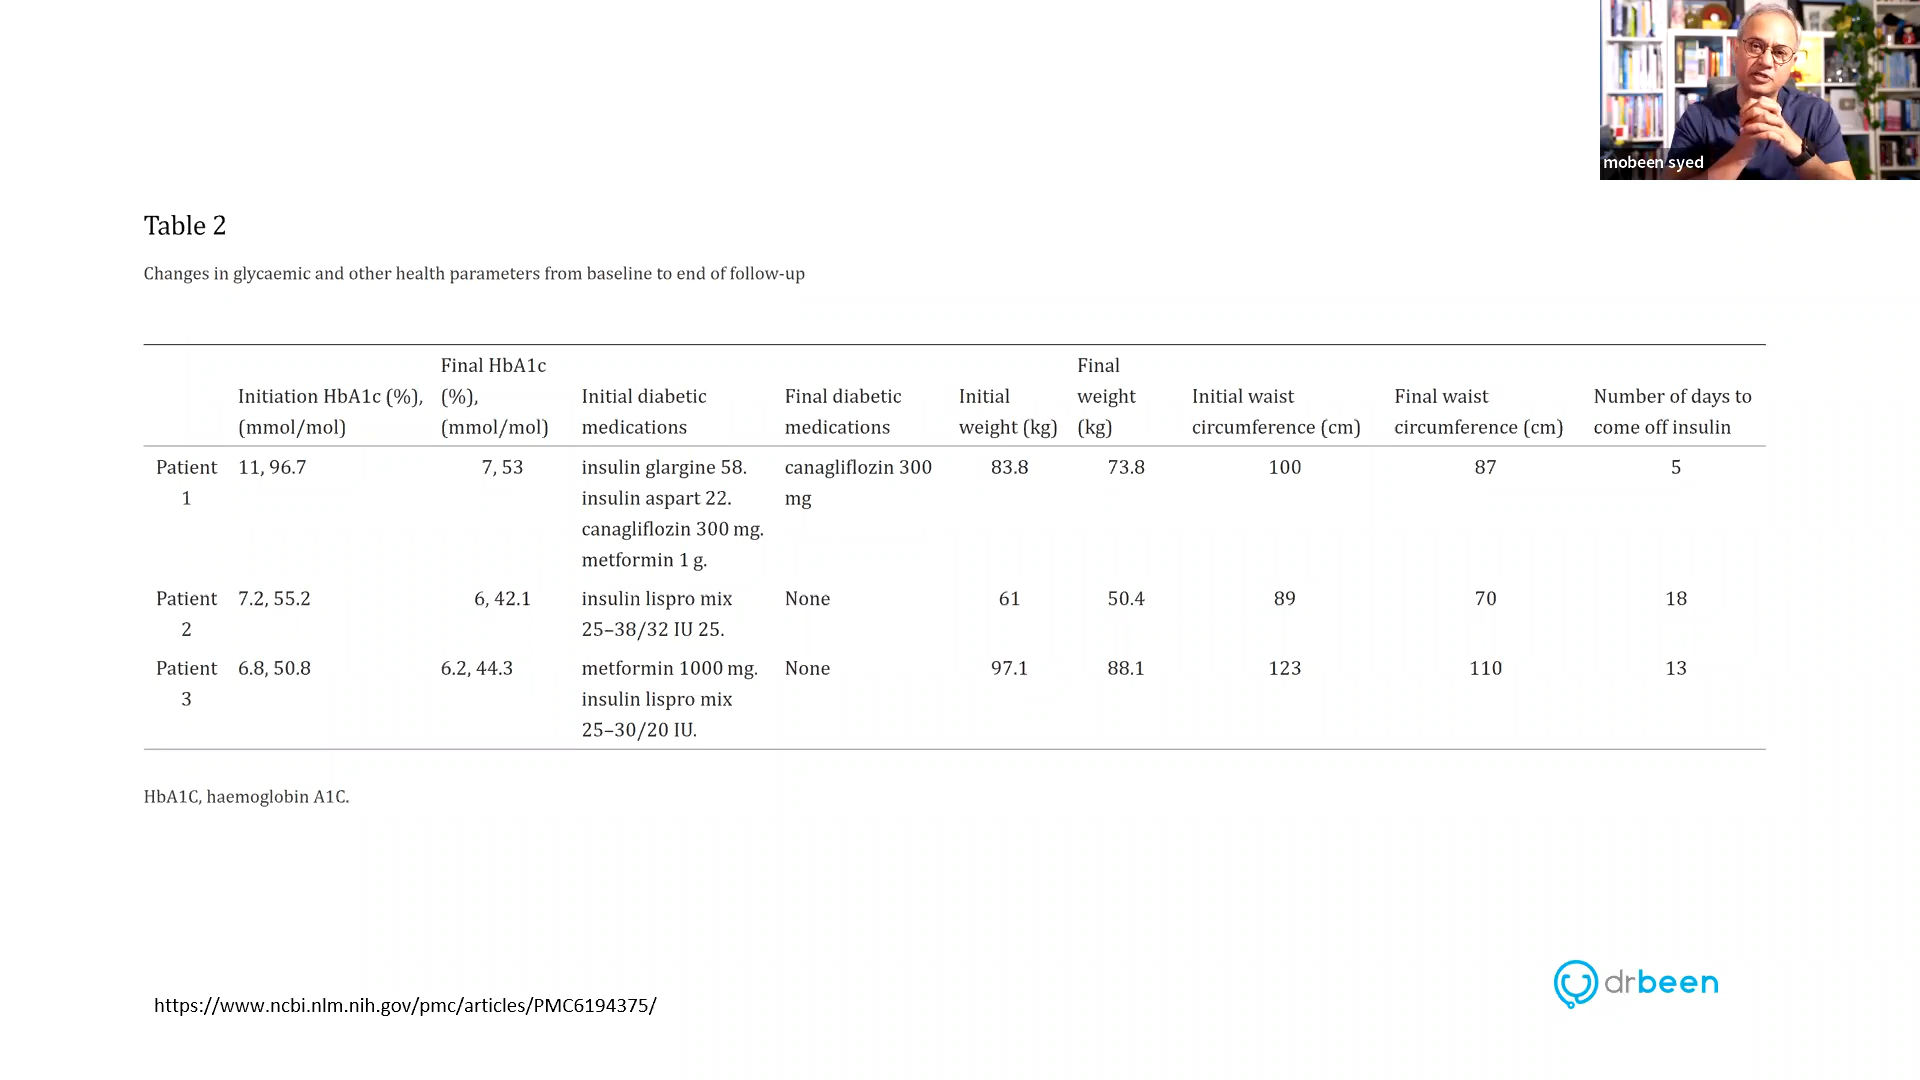 mobeen syed
Table 2
Changes in glycaemic and other health parameters from baseline to end of follow-up
Initiation HbA1c (%), (mmol/mol) Final HbA1c (%), (mmol/mol) Initial diabetic medications Final diabetic medications Initial weight (kg) Final weight (kg) Initial waist circumference (cm) Final waist circumference (cm) Number of days to come off insulin
Patient 1 11, 96.7 7, 53 insulin glargine 58. insulin aspart 22. canagliflozin 300 mg. metformin 1 g. canagliflozin 300 mg 83.8 73.8 100 87 5
Patient 2 7.2, 55.2 6, 42.1 insulin lispro mix 25–38/32 IU 25. None 61 50.4 89 70 18
Patient 3 6.8, 50.8 6.2, 44.3 metformin 1000 mg. insulin lispro mix 25–30/20 IU. None 97.1 88.1 123 110 13
HbA1C, haemoglobin A1C.
drbeen
https://www.ncbi.nlm.nih.gov/pmc/articles/PMC6194375/